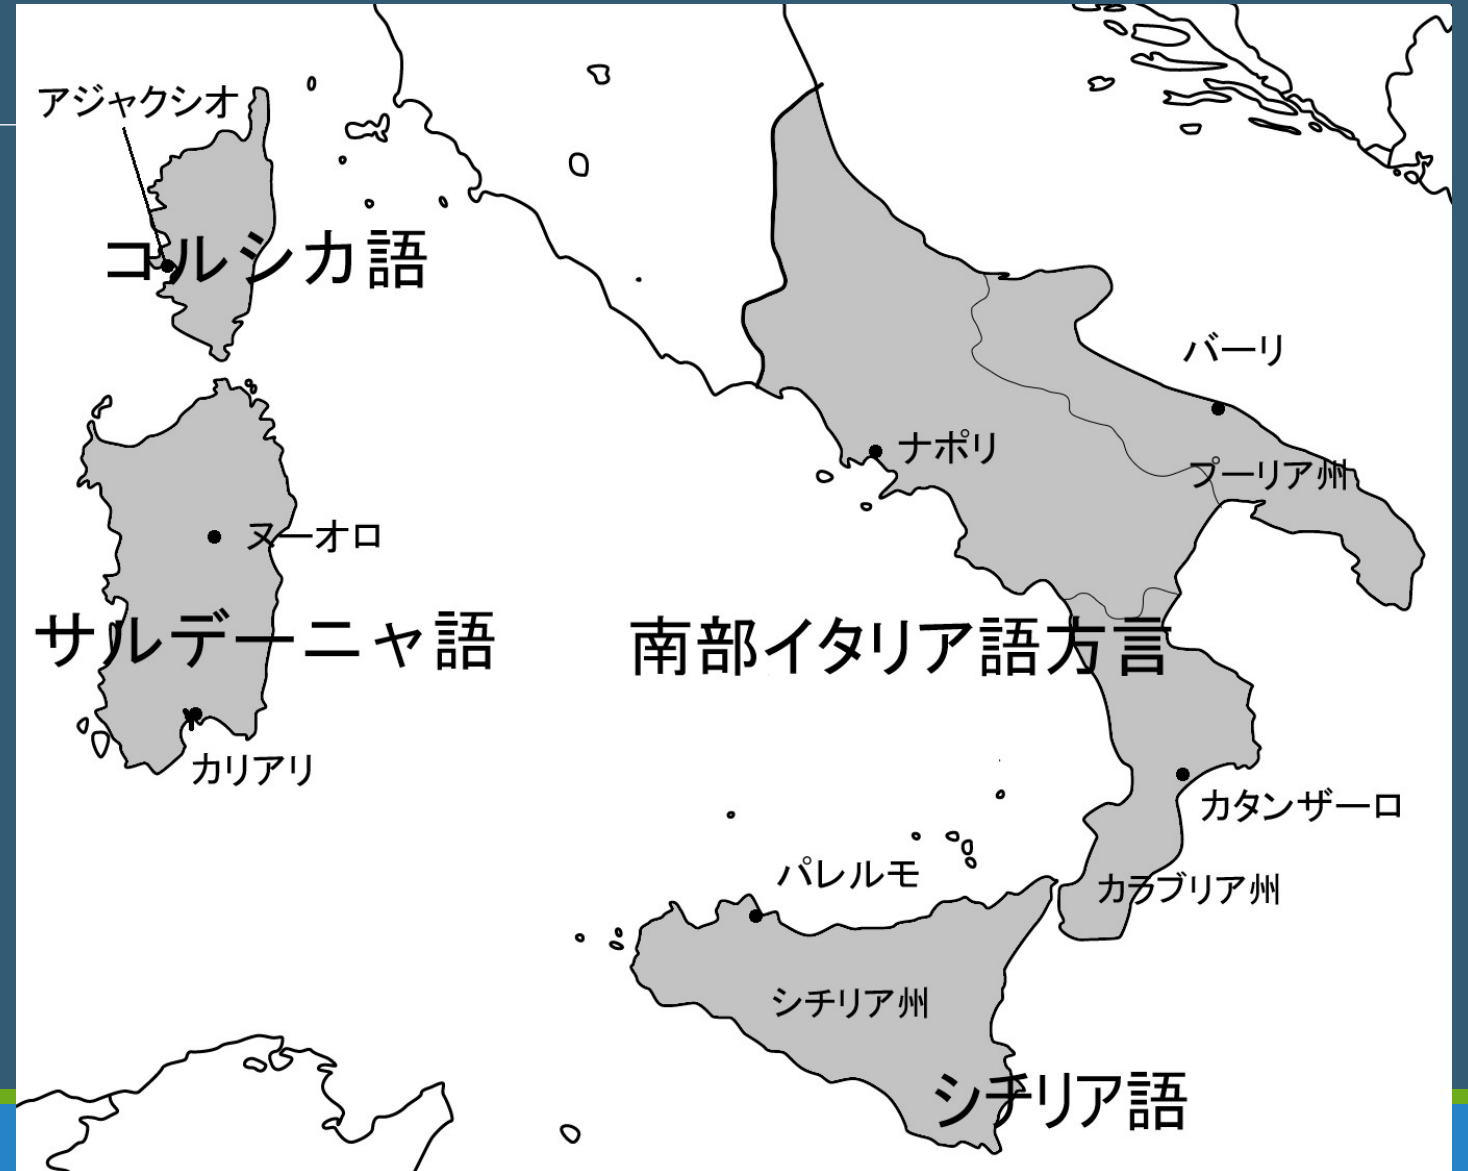 アジャクシオ
コルシカ語
バーリ
ナポリ
プーリア州
ヌーオロ
サルデーニャ語
南部イタリア語方言
カリアリ
カタンザーロ
パレルモ
カラブリア州
シチリア州
シチリア語